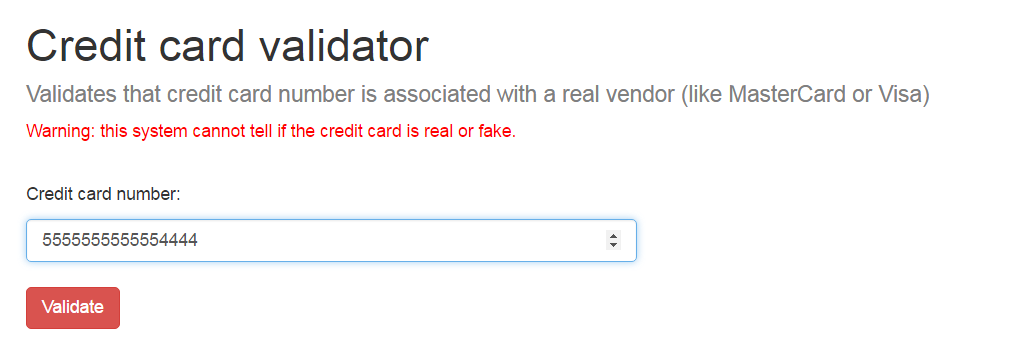 Credit card validator
Validates that credit card number is associated with a real vendor (like MasterCard or Visa)
Warning: this system cannot tell if the credit card is real or fake.
Credit card number:
5555555555554444
Validate